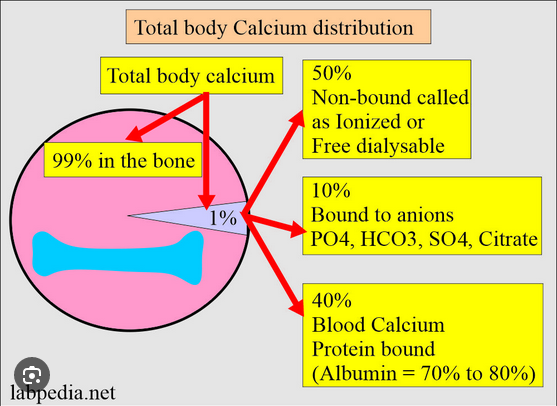 Total body Calcium distribution
Total body calcium
99% in the bone
1%
50%
Non-bound called
as Ionized or
Free dialysable
10%
Bound to anions
PO4, HCO3, SO4, Citrate
40%
Blood Calcium
Protein bound
(Albumin = 70% to 80%)
labpedia.net